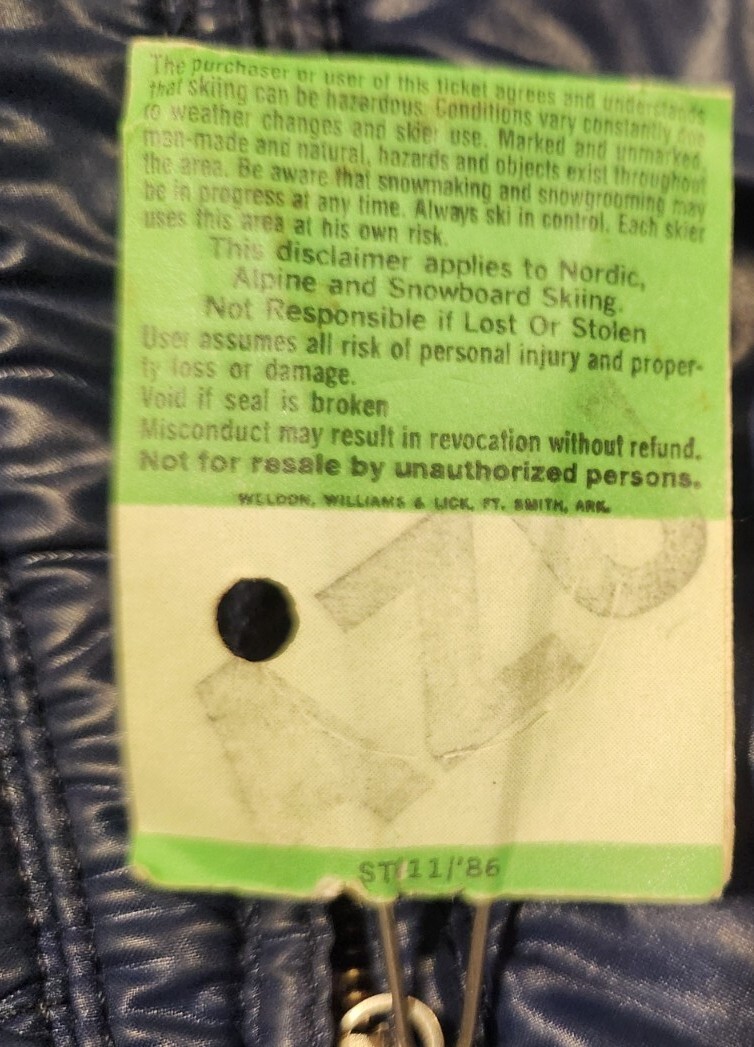 The purchaser or user of this ticket agrees and understands
that skiing can be hazardous. Conditions vary constantly due
to weather changes and skier use. Marked and unmarked,
man-made and natural, hazards and objects exist throughout
the area. Be aware that snowmaking and snowgrooming may
be in progress at any time. Always ski in control. Each skier
uses this area at his own risk.
This disclaimer applies to Nordic,
Alpine and Snowboard Skiing.
Not Responsible if Lost Or Stolen
User assumes all risk of personal injury and proper-
ty loss or damage.
Void if seal is broken
Misconduct may result in revocation without refund.
Not for resale by unauthorized persons.
WELDON, WILLIAMS & LICK, FT. SMITH, ARK.
ST 11/'86